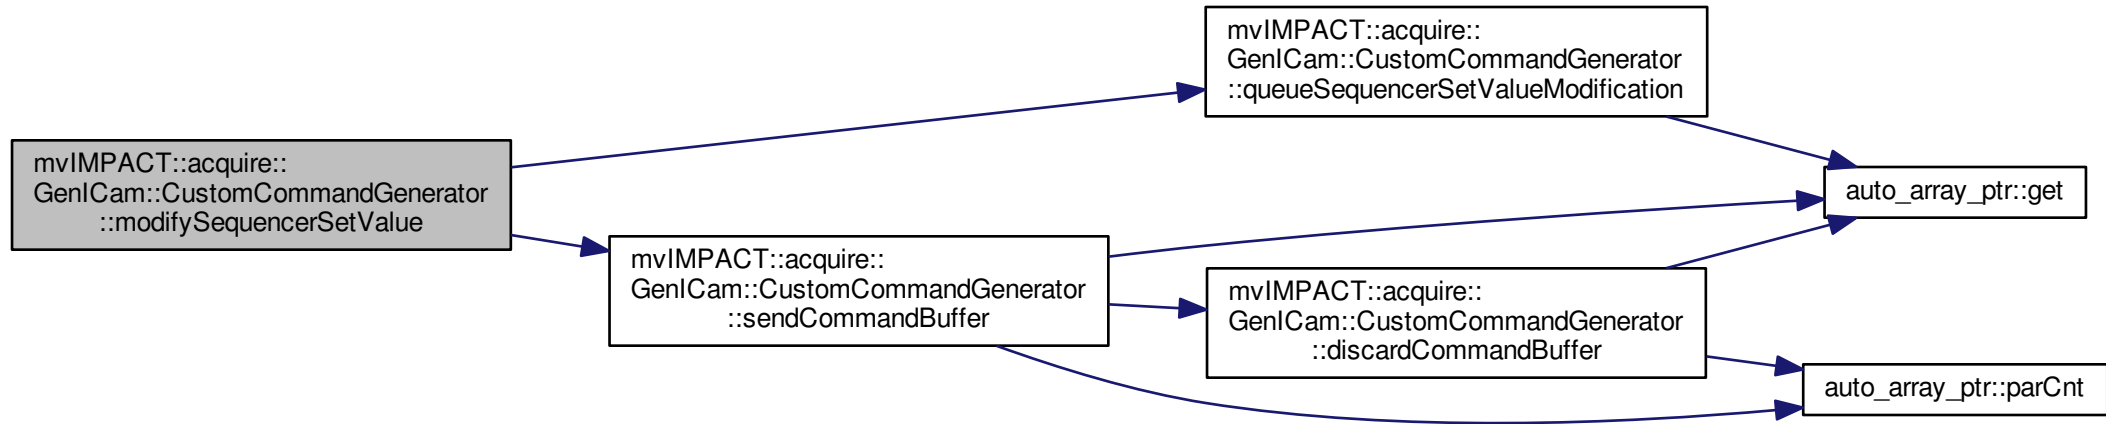 mvIMPACT::acquire::
GenICam::CustomCommandGenerator
::modifySequencerSetValue
mvIMPACT::acquire::
GenICam::CustomCommandGenerator
::queueSequencerSetValueModification
mvIMPACT::acquire::
GenICam::CustomCommandGenerator
::sendCommandBuffer
mvIMPACT::acquire::
GenICam::CustomCommandGenerator
::discardCommandBuffer
auto_array_ptr::get
auto_array_ptr::parCnt